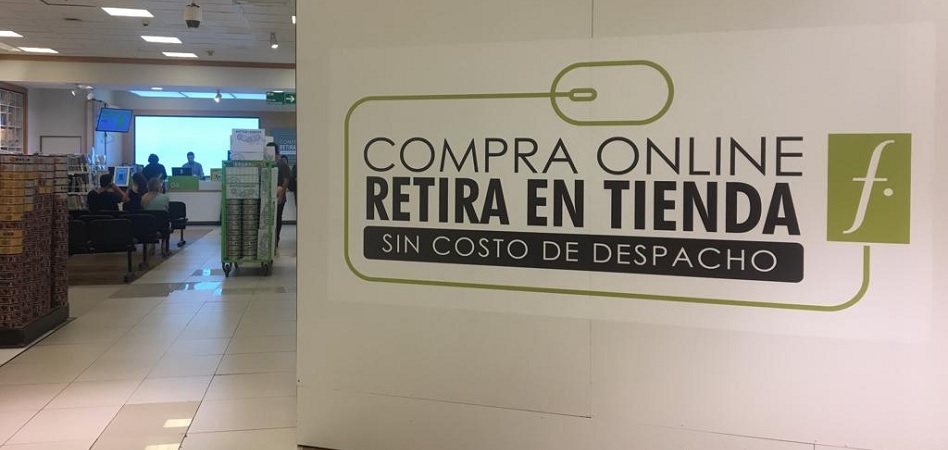 COMPRA ONLINE
RETIRA EN TIENDA
SIN COSTO DE DESPACHO
f.